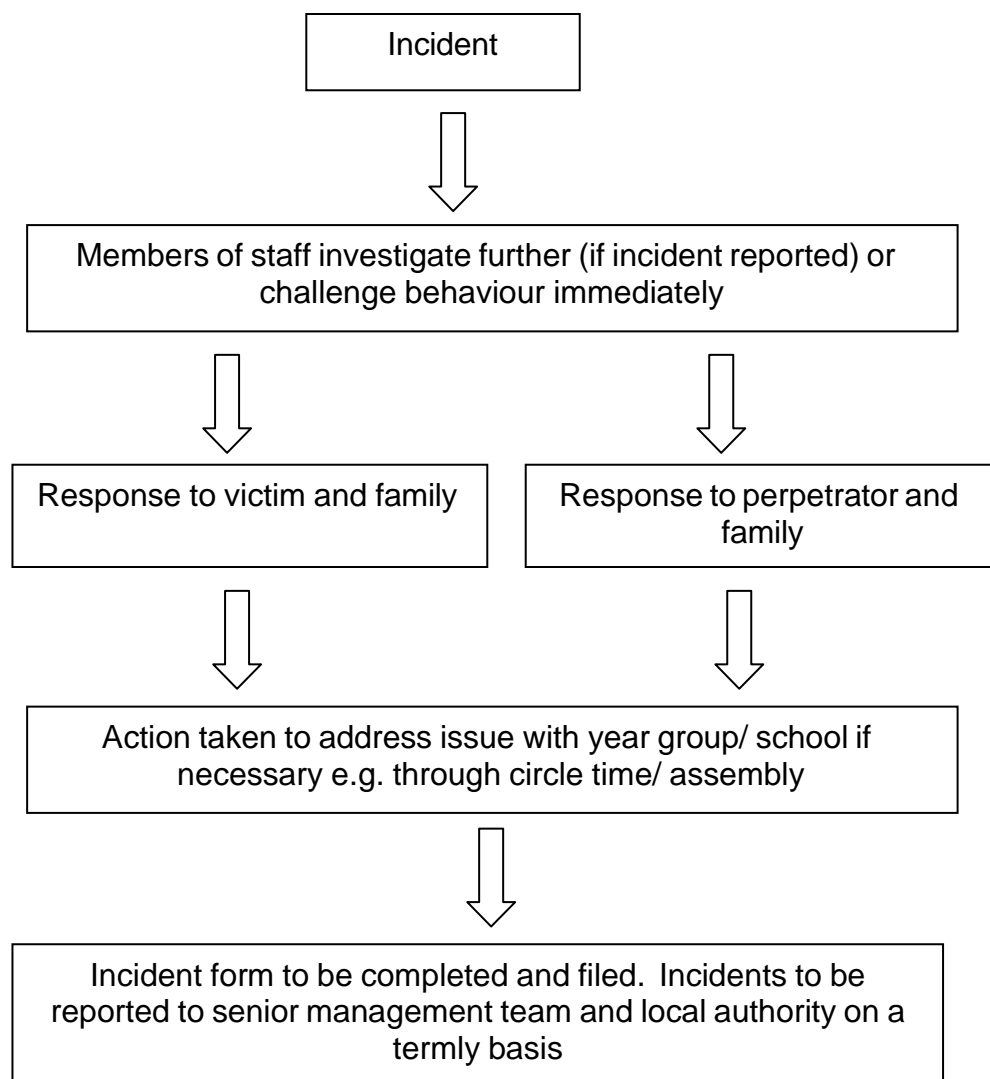 Incident
Members of staff investigate further (if incident reported) or
challenge behaviour immediately
Response to victim and family
Response to perpetrator and
family
Action taken to address issue with year group/ school if
necessary e.g. through circle time/ assembly
Incident form to be completed and filed.  Incidents to be
reported to senior management team and local authority on a
termly basis